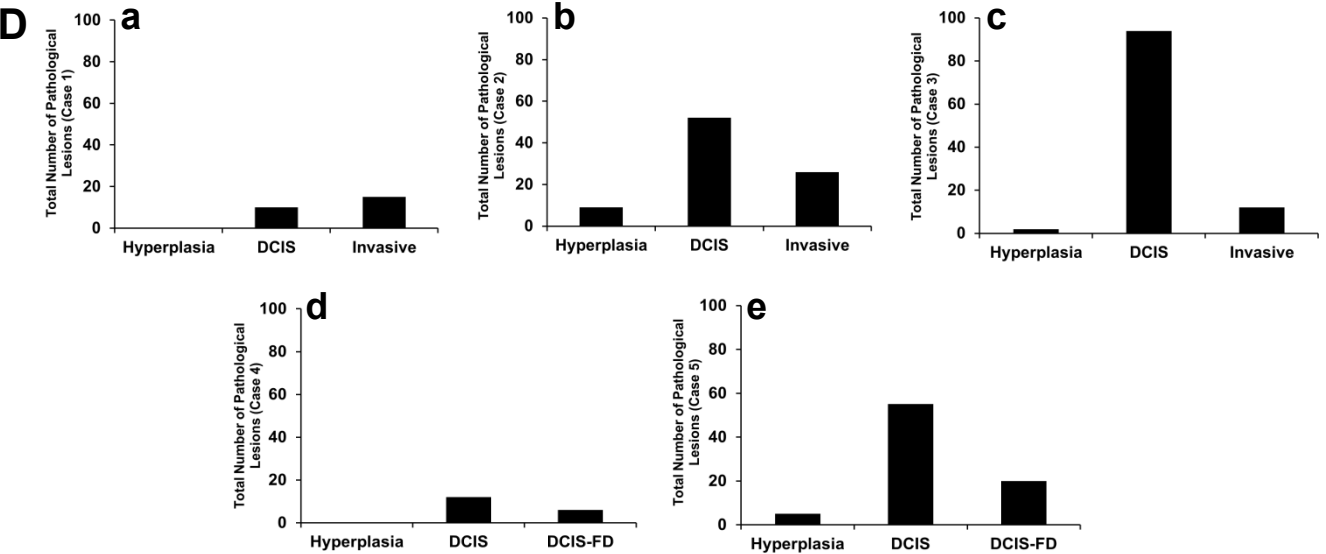 D
a
Total Number of Pathological
Lesions (Case 1)
100
80
60
40
20
0
Hyperplasia DCIS Invasive
b
Total Number of Pathological
Lesions (Case 2)
100
80
60
40
20
0
Hyperplasia DCIS Invasive
c
Total Number of Pathological
Lesions (Case 3)
100
80
60
40
20
0
Hyperplasia DCIS Invasive
d
Total Number of Pathological
Lesions (Case 4)
100
80
60
40
20
0
Hyperplasia DCIS DCIS-FD
e
Total Number of Pathological
Lesions (Case 5)
100
80
60
40
20
0
Hyperplasia DCIS DCIS-FD